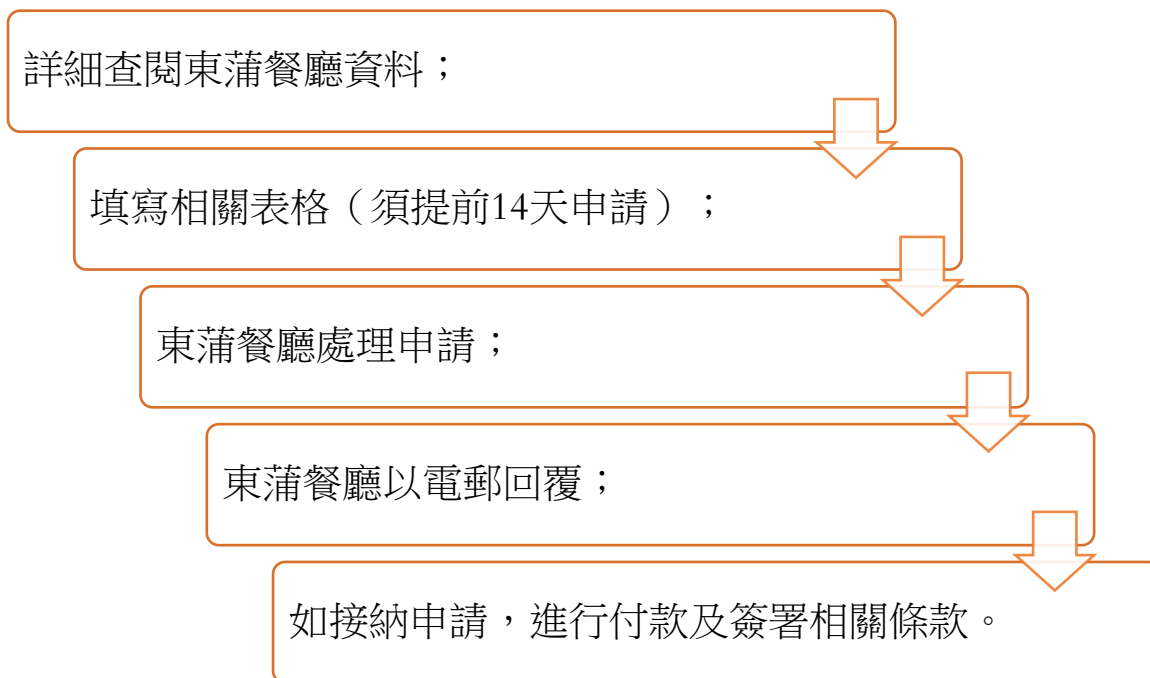 詳細查閱東蒲餐廳資料；
填寫相關表格（須提前14天申請）；
東蒲餐廳處理申請；
東蒲餐廳以電郵回覆；
如接納申請，進行付款及簽署相關條款。